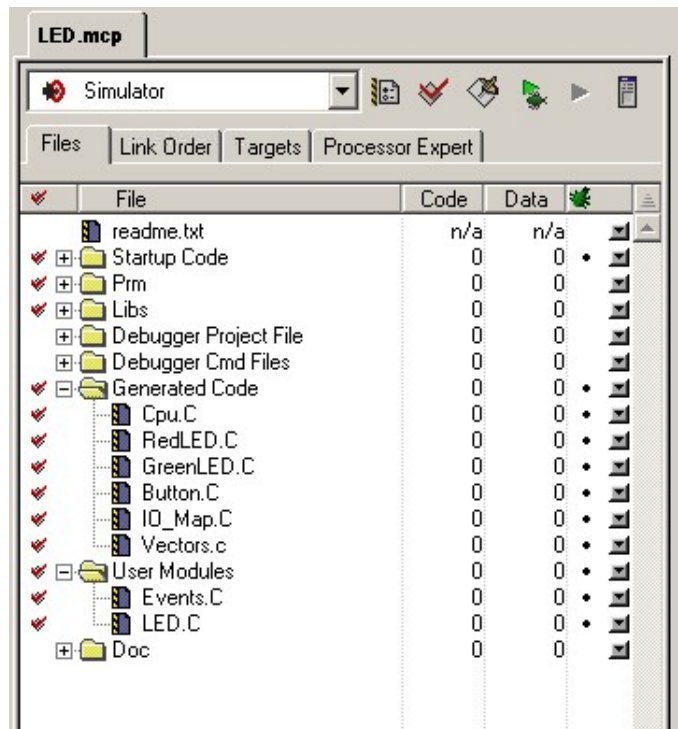 LED.mcp
Simulator
Files Link Order Targets Processor Expert
File Code Data
readme.txt n/a n/a
Startup Code 0 0 •
Prm 0 0
Libs 0 0
Debugger Project File 0 0
Debugger Cmd Files 0 0
Generated Code 0 0 •
Cpu.C 0 0 •
RedLED.C 0 0 •
GreenLED.C 0 0 •
Button.C 0 0 •
IO_Map.C 0 0 •
Vectors.c 0 0 •
User Modules 0 0 •
Events.C 0 0 •
LED.C 0 0 •
Doc 0 0